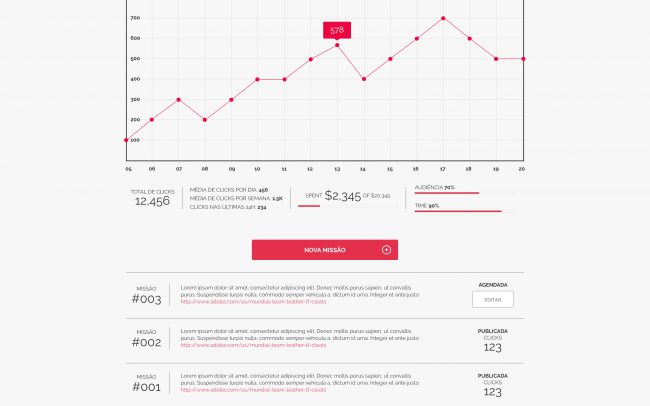 700
578
600
500
400
300
200
100
05 06 07 08 09 10 11 12 13 14 15 16 17 18 19 20
TOTAL DE CLICKS
12.456
MÉDIA DE CLICKS POR DIA: 456
MÉDIA DE CLICKS POR SEMANA: 1.5K
CLICKS NAS ÚLTIMAS 24H: 234
SPENT $2,345 OF $20.345
AUDIÊNCIA 70%
TIME 90%
NOVA MISSÃO
MISSÃO
#003
Lorem ipsum dolor sit amet, consectetur adipiscing elit. Donec mollis purus sapien, ut convallis
purus. Suspendisse turpis nulla, commodo semper vehicula a, dictum id urna. Integer et ante justo.
http://www.adidas.com/us/mundial-team-leather-tf-cleats
AGENDADA
EDITAR
MISSÃO
#002
Lorem ipsum dolor sit amet, consectetur adipiscing elit. Donec mollis purus sapien, ut convallis
purus. Suspendisse turpis nulla, commodo semper vehicula a, dictum id urna. Integer et ante justo.
http://www.adidas.com/us/mundial-team-leather-tf-cleats
PUBLICADA
CLICKS
123
MISSÃO
#001
Lorem ipsum dolor sit amet, consectetur adipiscing elit. Donec mollis purus sapien, ut convallis
purus. Suspendisse turpis nulla, commodo semper vehicula a, dictum id urna. Integer et ante justo.
http://www.adidas.com/us/mundial-team-leather-tf-cleats
PUBLICADA
CLICKS
123